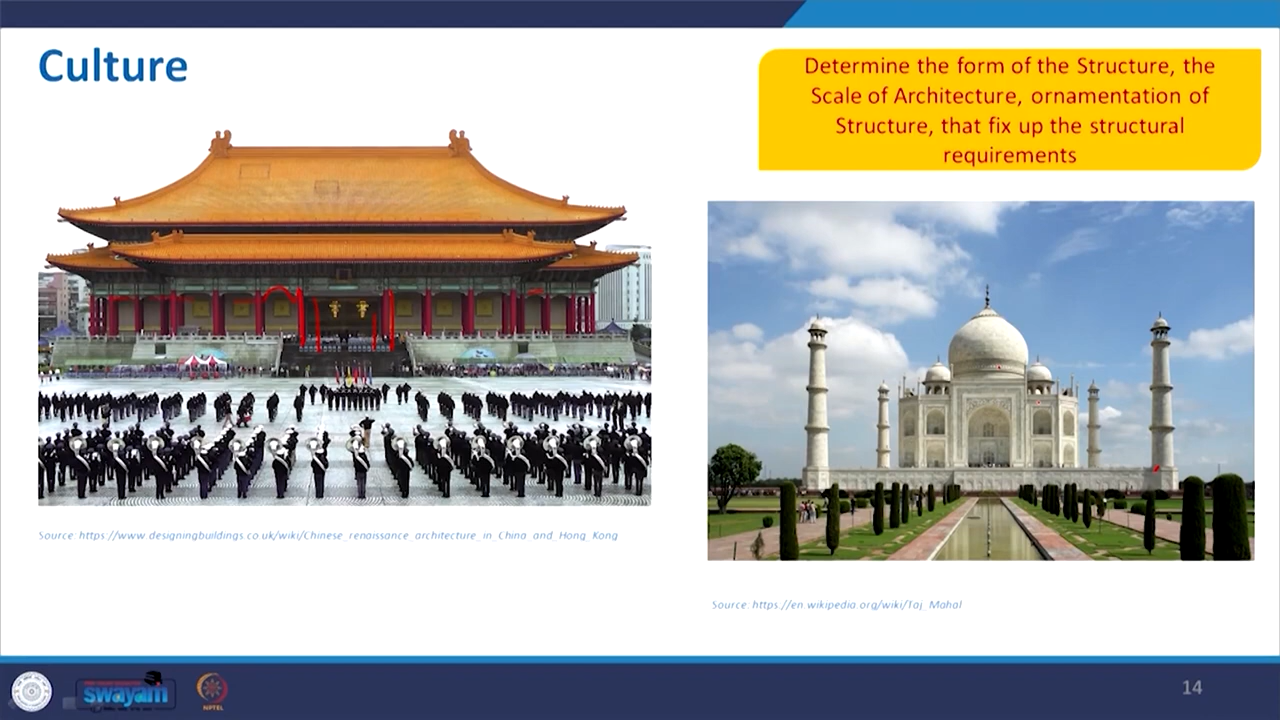 Culture
Determine the form of the Structure, the
Scale of Architecture, ornamentation of
Structure, that fix up the structural
requirements
Source: https://www.designingbuildings.co.uk/wiki/Chinese_renaissance_architecture_in_China_and_Hong_Kong
Source: https://en.wikipedia.org/wiki/Taj_Mahal
swayam
NPTEL
14